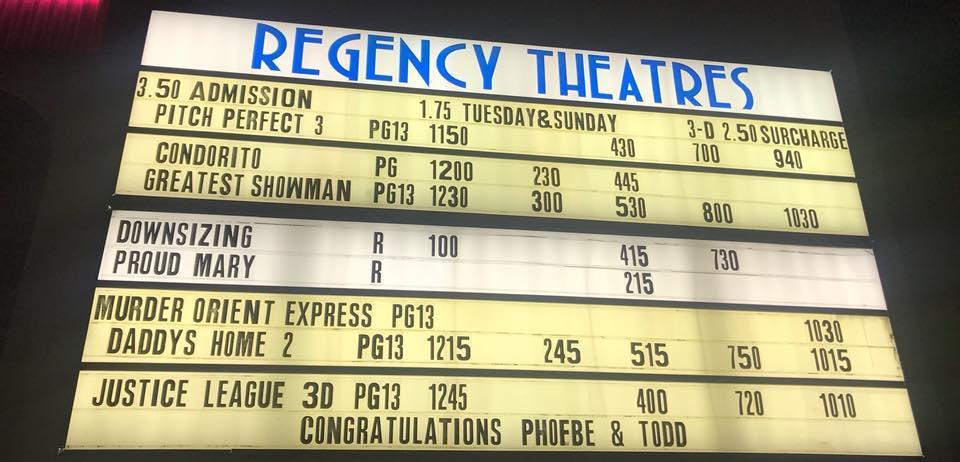 REGENCY THEATRES
3.50 ADMISSION 1.75 TUESDAY&SUNDAY 3-D 2.50 SURCHARGE
PITCH PERFECT 3 PG13 1150 430 700 940
CONDORITO PG 1200 230 445
GREATEST SHOWMAN PG13 1230 300 530 800 1030
DOWNSIZING R 100 415 730
PROUD MARY R 215
MURDER ORIENT EXPRESS PG13 1030
DADDYS HOME 2 PG13 1215 245 515 750 1015
JUSTICE LEAGUE 3D PG13 1245 400 720 1010
CONGRATULATIONS PHOEBE & TODD